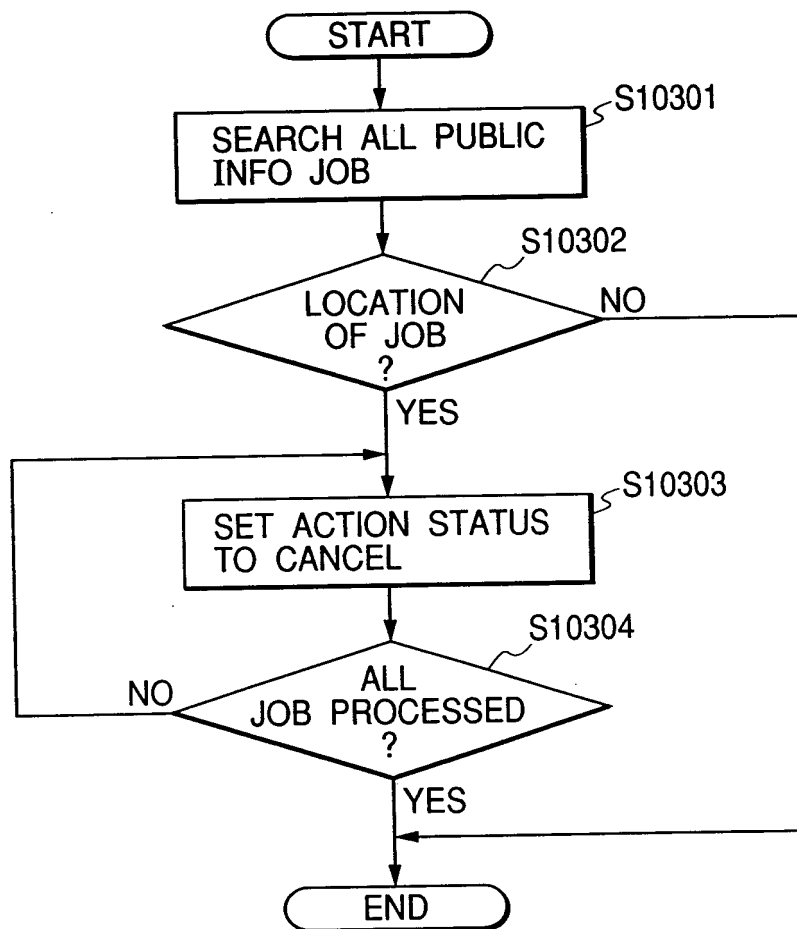 START
S10301
SEARCH ALL PUBLIC
INFO JOB
S10302
LOCATION
OF JOB
?
NO
YES
S10303
SET ACTION STATUS
TO CANCEL
S10304
ALL
JOB PROCESSED
?
NO
YES
END